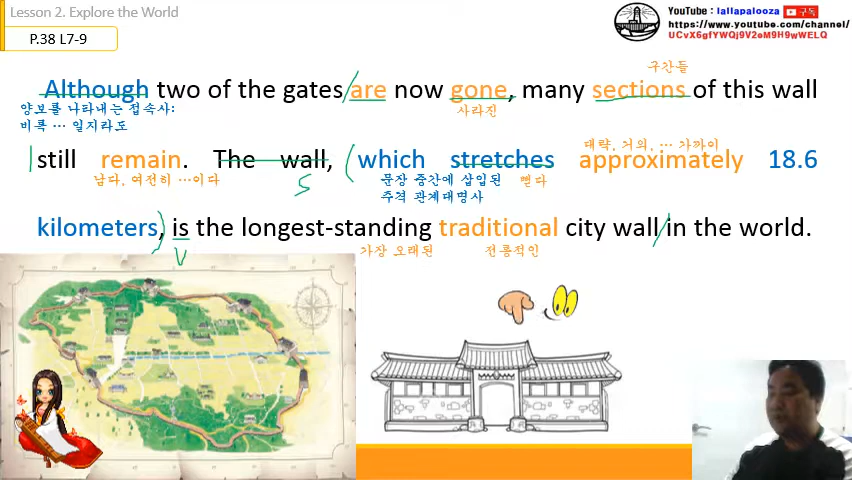 Lesson 2. Explore the World
P.38 L7-9
YouTube : lallapalooza 구독
https://www.youtube.com/channel/
UCvX6gfYWQj9V2eM9H9wWELQ
구간들
Although two of the gates are now gone, many sections of this wall
양보를 나타내는 접속사:
비록 … 일지라도
사라진
대략, 거의, … 가까이
still remain. The wall, (which stretches approximately 18.6
남다, 여전히 …이다
S
문장 중간에 삽입된
주격 관계대명사
뻗다
kilometers,) is the longest-standing traditional city wall in the world.
V
가장 오래된
전통적인